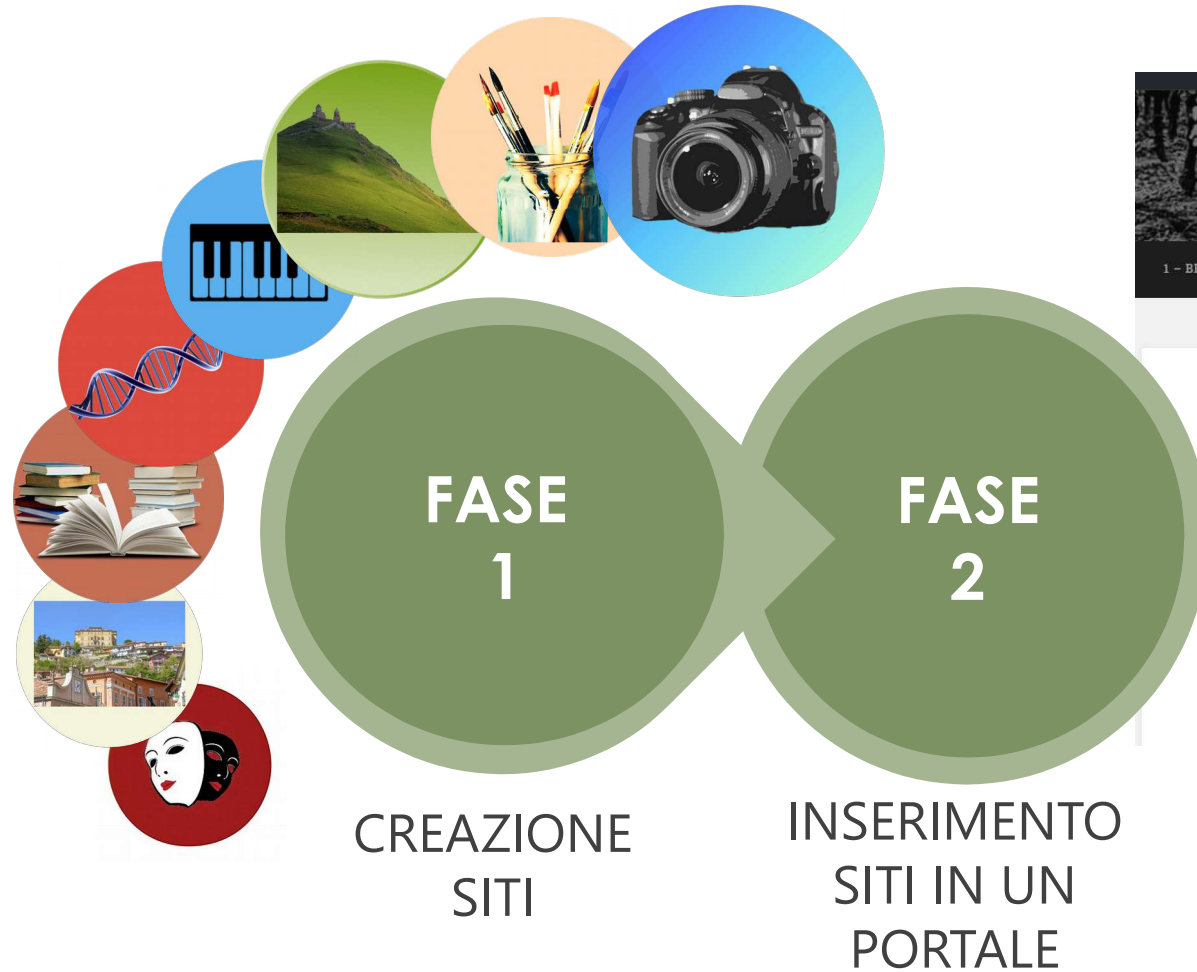 FASE
1
FASE
2
CREAZIONE
SITI
INSERIMENTO
SITI IN UN
PORTALE